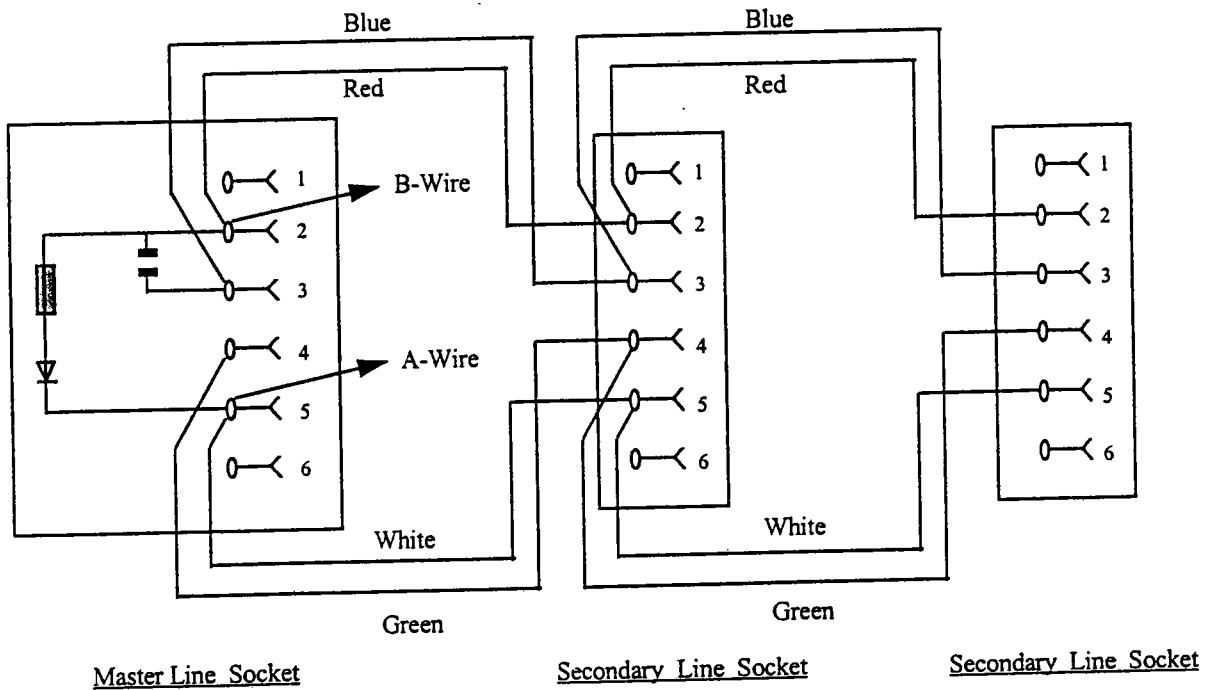 Blue
Blue
Red
Red
1
B-Wire
2
3
4
A-Wire
5
6
1
2
3
4
5
6
1
2
3
4
5
6
White
White
Green
Green
Master Line Socket
Secondary Line Socket
Secondary Line Socket